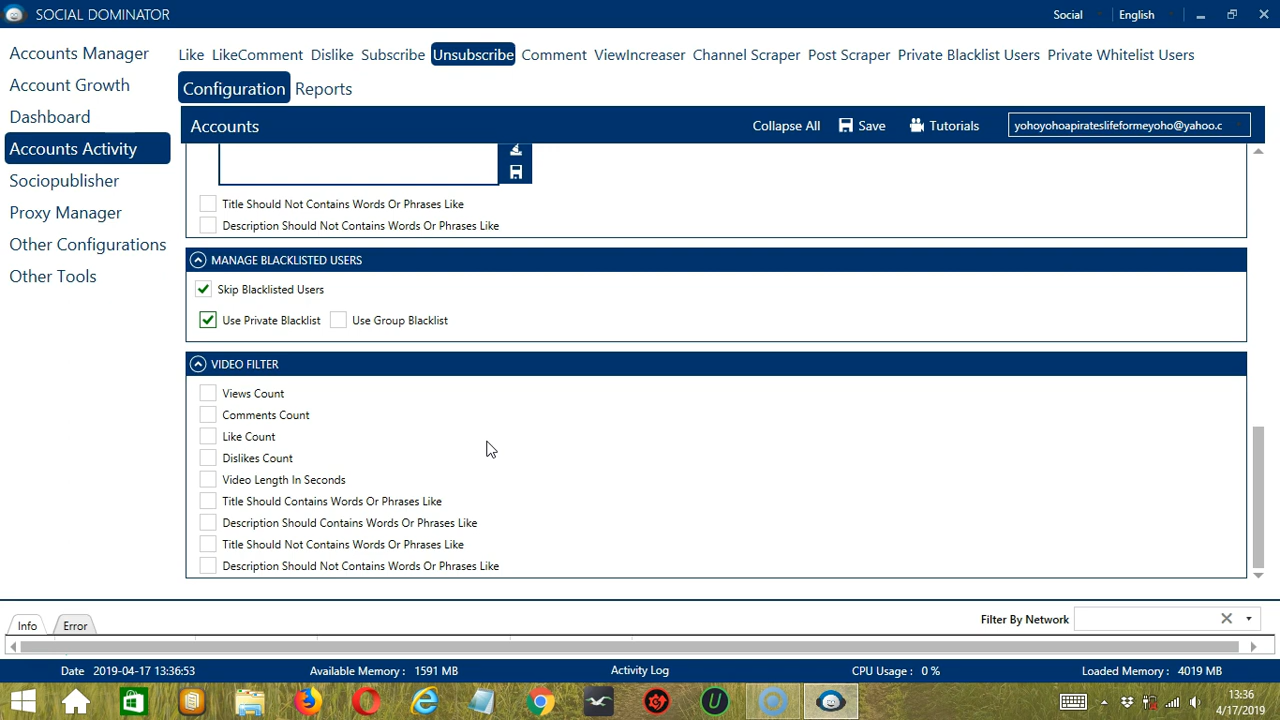 SOCIAL DOMINATOR
Social
English
Accounts Manager
Account Growth
Dashboard
Accounts Activity
Sociopublisher
Proxy Manager
Other Configurations
Other Tools
Like LikeComment Dislike Subscribe Unsubscribe Comment ViewIncreaser Channel Scraper Post Scraper Private Blacklist Users Private Whitelist Users
Configuration Reports
Accounts
Collapse All Save Tutorials yohoyohoapirateslifeformeyoho@yahoo.c
Title Should Not Contains Words Or Phrases Like
Description Should Not Contains Words Or Phrases Like
MANAGE BLACKLISTED USERS
Skip Blacklisted Users
Use Private Blacklist Use Group Blacklist
VIDEO FILTER
Views Count
Comments Count
Like Count
Dislikes Count
Video Length In Seconds
Title Should Contains Words Or Phrases Like
Description Should Contains Words Or Phrases Like
Title Should Not Contains Words Or Phrases Like
Description Should Not Contains Words Or Phrases Like
Info Error
Filter By Network
Date 2019-04-17 13:36:53 Available Memory : 1591 MB Activity Log CPU Usage : 0 % Loaded Memory : 4019 MB
13:36
4/17/2019